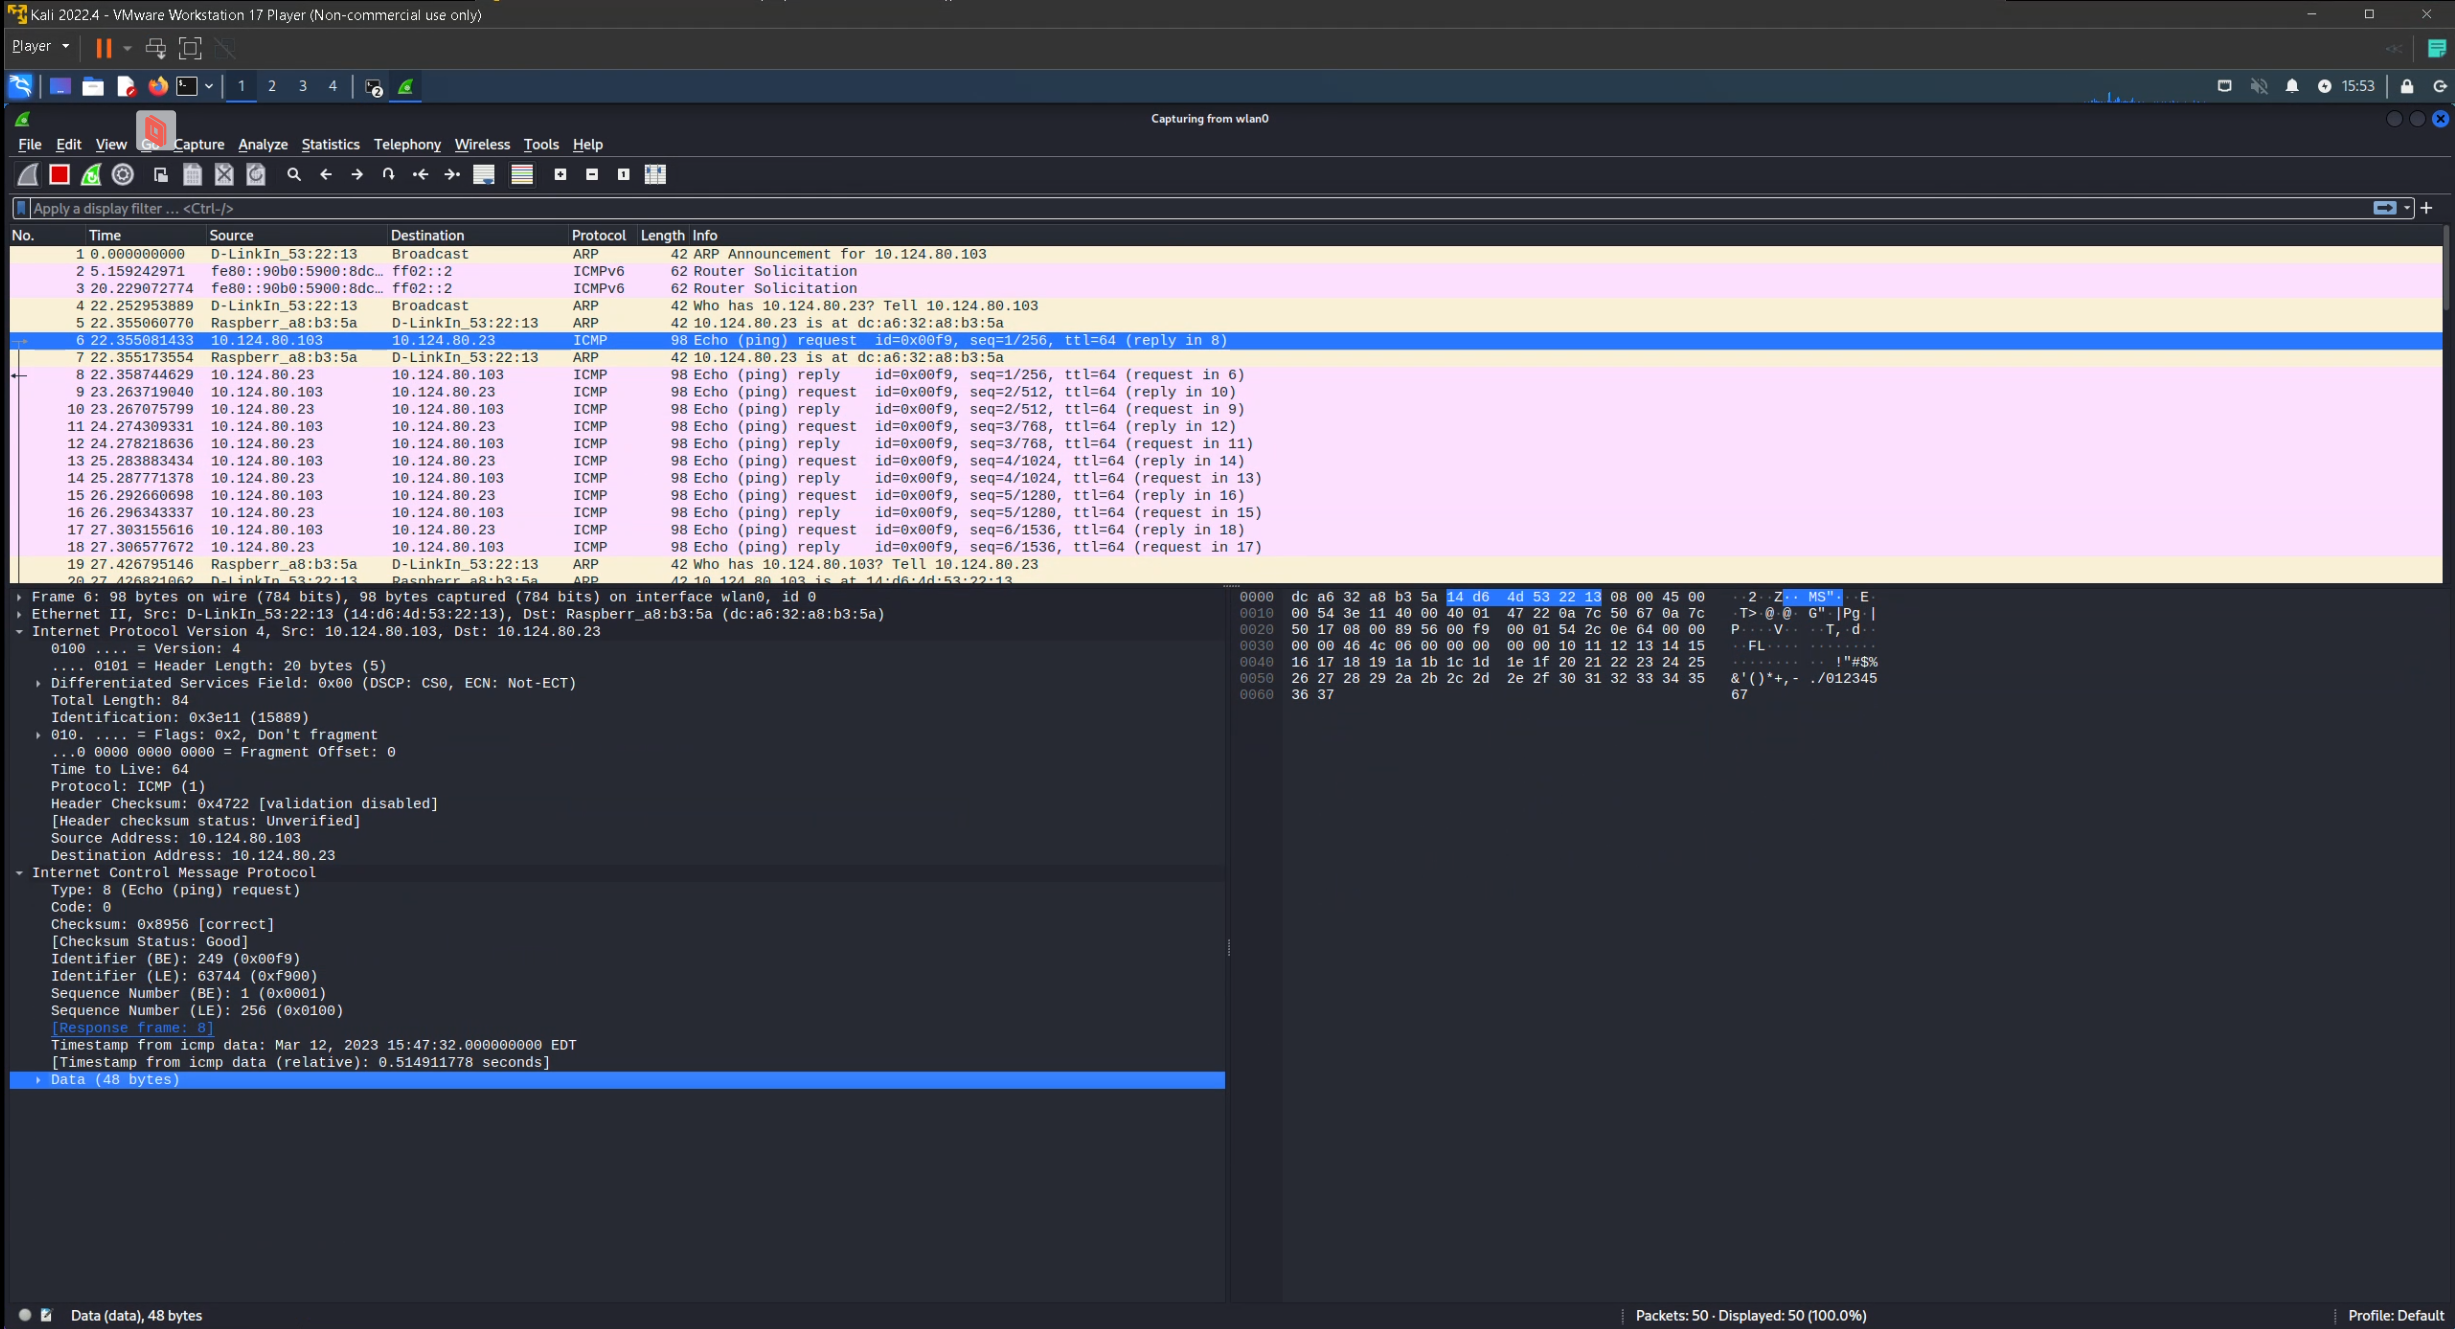 Kali 2022.4 - VMware Workstation 17 Player (Non-commercial use only)
Player
1 2 3 4 15:53
Capturing from wlan0
File Edit View Capture Analyze Statistics Telephony Wireless Tools Help
Apply a display filter ... <Ctrl-/>
No. Time Source Destination Protocol Length Info
1 0.000000000 D-LinkIn_53:22:13 Broadcast ARP 42 ARP Announcement for 10.124.80.103
2 5.159242971 fe80::90b0:5900:8dc… ff02::2 ICMPv6 62 Router Solicitation
3 20.229072774 fe80::90b0:5900:8dc… ff02::2 ICMPv6 62 Router Solicitation
4 22.252953889 D-LinkIn_53:22:13 Broadcast ARP 42 Who has 10.124.80.23? Tell 10.124.80.103
5 22.355060770 Raspberr_a8:b3:5a D-LinkIn_53:22:13 ARP 42 10.124.80.23 is at dc:a6:32:a8:b3:5a
6 22.355081433 10.124.80.103 10.124.80.23 ICMP 98 Echo (ping) request id=0x00f9, seq=1/256, ttl=64 (reply in 8)
7 22.355173554 Raspberr_a8:b3:5a D-LinkIn_53:22:13 ARP 42 10.124.80.23 is at dc:a6:32:a8:b3:5a
8 22.358744629 10.124.80.23 10.124.80.103 ICMP 98 Echo (ping) reply id=0x00f9, seq=1/256, ttl=64 (request in 6)
9 23.263719040 10.124.80.103 10.124.80.23 ICMP 98 Echo (ping) request id=0x00f9, seq=2/512, ttl=64 (reply in 10)
10 23.267075799 10.124.80.23 10.124.80.103 ICMP 98 Echo (ping) reply id=0x00f9, seq=2/512, ttl=64 (request in 9)
11 24.274309331 10.124.80.103 10.124.80.23 ICMP 98 Echo (ping) request id=0x00f9, seq=3/768, ttl=64 (reply in 12)
12 24.278218636 10.124.80.23 10.124.80.103 ICMP 98 Echo (ping) reply id=0x00f9, seq=3/768, ttl=64 (request in 11)
13 25.283883434 10.124.80.103 10.124.80.23 ICMP 98 Echo (ping) request id=0x00f9, seq=4/1024, ttl=64 (reply in 14)
14 25.287771378 10.124.80.23 10.124.80.103 ICMP 98 Echo (ping) reply id=0x00f9, seq=4/1024, ttl=64 (request in 13)
15 26.292660698 10.124.80.103 10.124.80.23 ICMP 98 Echo (ping) request id=0x00f9, seq=5/1280, ttl=64 (reply in 16)
16 26.296343337 10.124.80.23 10.124.80.103 ICMP 98 Echo (ping) reply id=0x00f9, seq=5/1280, ttl=64 (request in 15)
17 27.303155616 10.124.80.103 10.124.80.23 ICMP 98 Echo (ping) request id=0x00f9, seq=6/1536, ttl=64 (reply in 18)
18 27.306577672 10.124.80.23 10.124.80.103 ICMP 98 Echo (ping) reply id=0x00f9, seq=6/1536, ttl=64 (request in 17)
19 27.426795146 Raspberr_a8:b3:5a D-LinkIn_53:22:13 ARP 42 Who has 10.124.80.103? Tell 10.124.80.23
20 27.426821062 D-LinkIn_53:22:13 Raspberr_a8:b3:5a ARP 42 10.124.80.103 is at 14:d6:4d:53:22:13
Frame 6: 98 bytes on wire (784 bits), 98 bytes captured (784 bits) on interface wlan0, id 0
Ethernet II, Src: D-LinkIn_53:22:13 (14:d6:4d:53:22:13), Dst: Raspberr_a8:b3:5a (dc:a6:32:a8:b3:5a)
Internet Protocol Version 4, Src: 10.124.80.103, Dst: 10.124.80.23
0100 .... = Version: 4
.... 0101 = Header Length: 20 bytes (5)
Differentiated Services Field: 0x00 (DSCP: CS0, ECN: Not-ECT)
Total Length: 84
Identification: 0x3e11 (15889)
010. .... = Flags: 0x2, Don't fragment
...0 0000 0000 0000 = Fragment Offset: 0
Time to Live: 64
Protocol: ICMP (1)
Header Checksum: 0x4722 [validation disabled]
[Header checksum status: Unverified]
Source Address: 10.124.80.103
Destination Address: 10.124.80.23
Internet Control Message Protocol
Type: 8 (Echo (ping) request)
Code: 0
Checksum: 0x8956 [correct]
[Checksum Status: Good]
Identifier (BE): 249 (0x00f9)
Identifier (LE): 63744 (0xf900)
Sequence Number (BE): 1 (0x0001)
Sequence Number (LE): 256 (0x0100)
[Response frame: 8]
Timestamp from icmp data: Mar 12, 2023 15:47:32.000000000 EDT
[Timestamp from icmp data (relative): 0.514911778 seconds]
Data (48 bytes)
0000 dc a6 32 a8 b3 5a 14 d6 4d 53 22 13 08 00 45 00 ··2··Z·· MS"···E·
0010 00 54 3e 11 40 00 40 01 47 22 0a 7c 50 67 0a 7c ·T>·@·@· G"·|Pg·|
0020 50 17 08 00 89 56 00 f9 00 01 54 2c 0e 64 00 00 P····V·· ··T,·d··
0030 00 00 46 4c 06 00 00 00 00 00 10 11 12 13 14 15 ··FL···· ········
0040 16 17 18 19 1a 1b 1c 1d 1e 1f 20 21 22 23 24 25 ········ ·· !"#$%
0050 26 27 28 29 2a 2b 2c 2d 2e 2f 30 31 32 33 34 35 &'()*+,- ./012345
0060 36 37 67
Data (data), 48 bytes Packets: 50 · Displayed: 50 (100.0%) Profile: Default